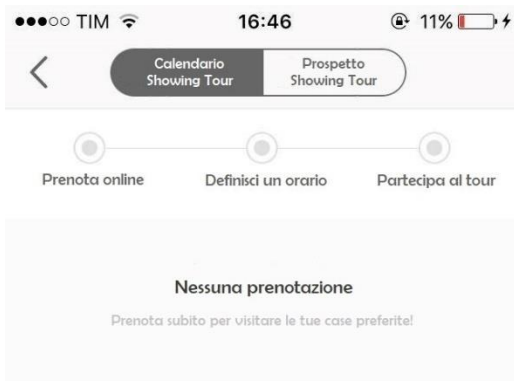 TIM 16:46 11%
Calendario Showing Tour
Prospetto Showing Tour
Prenota online Definisci un orario Partecipa al tour
Nessuna prenotazione
Prenota subito per visitare le tue case preferite!